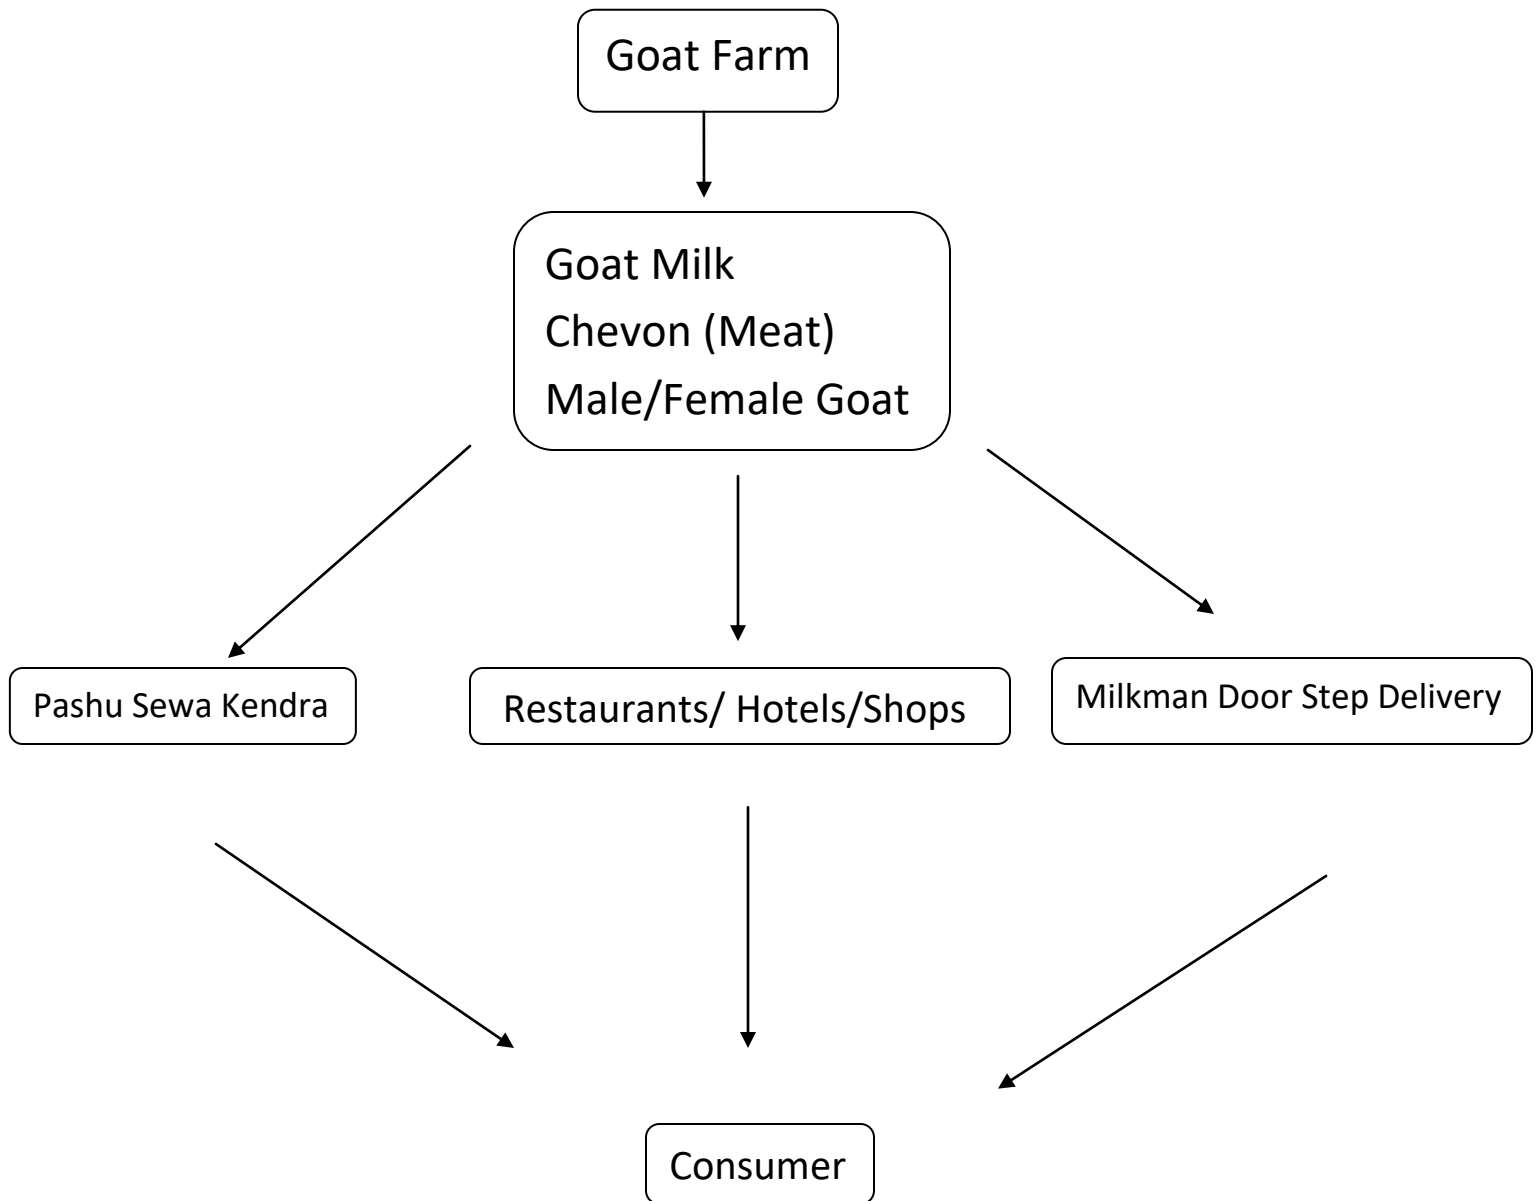 Goat Farm
Goat Milk
Chevon (Meat)
Male/Female Goat
Pashu Sewa Kendra
Restaurants/ Hotels/Shops
Milkman Door Step Delivery
Consumer